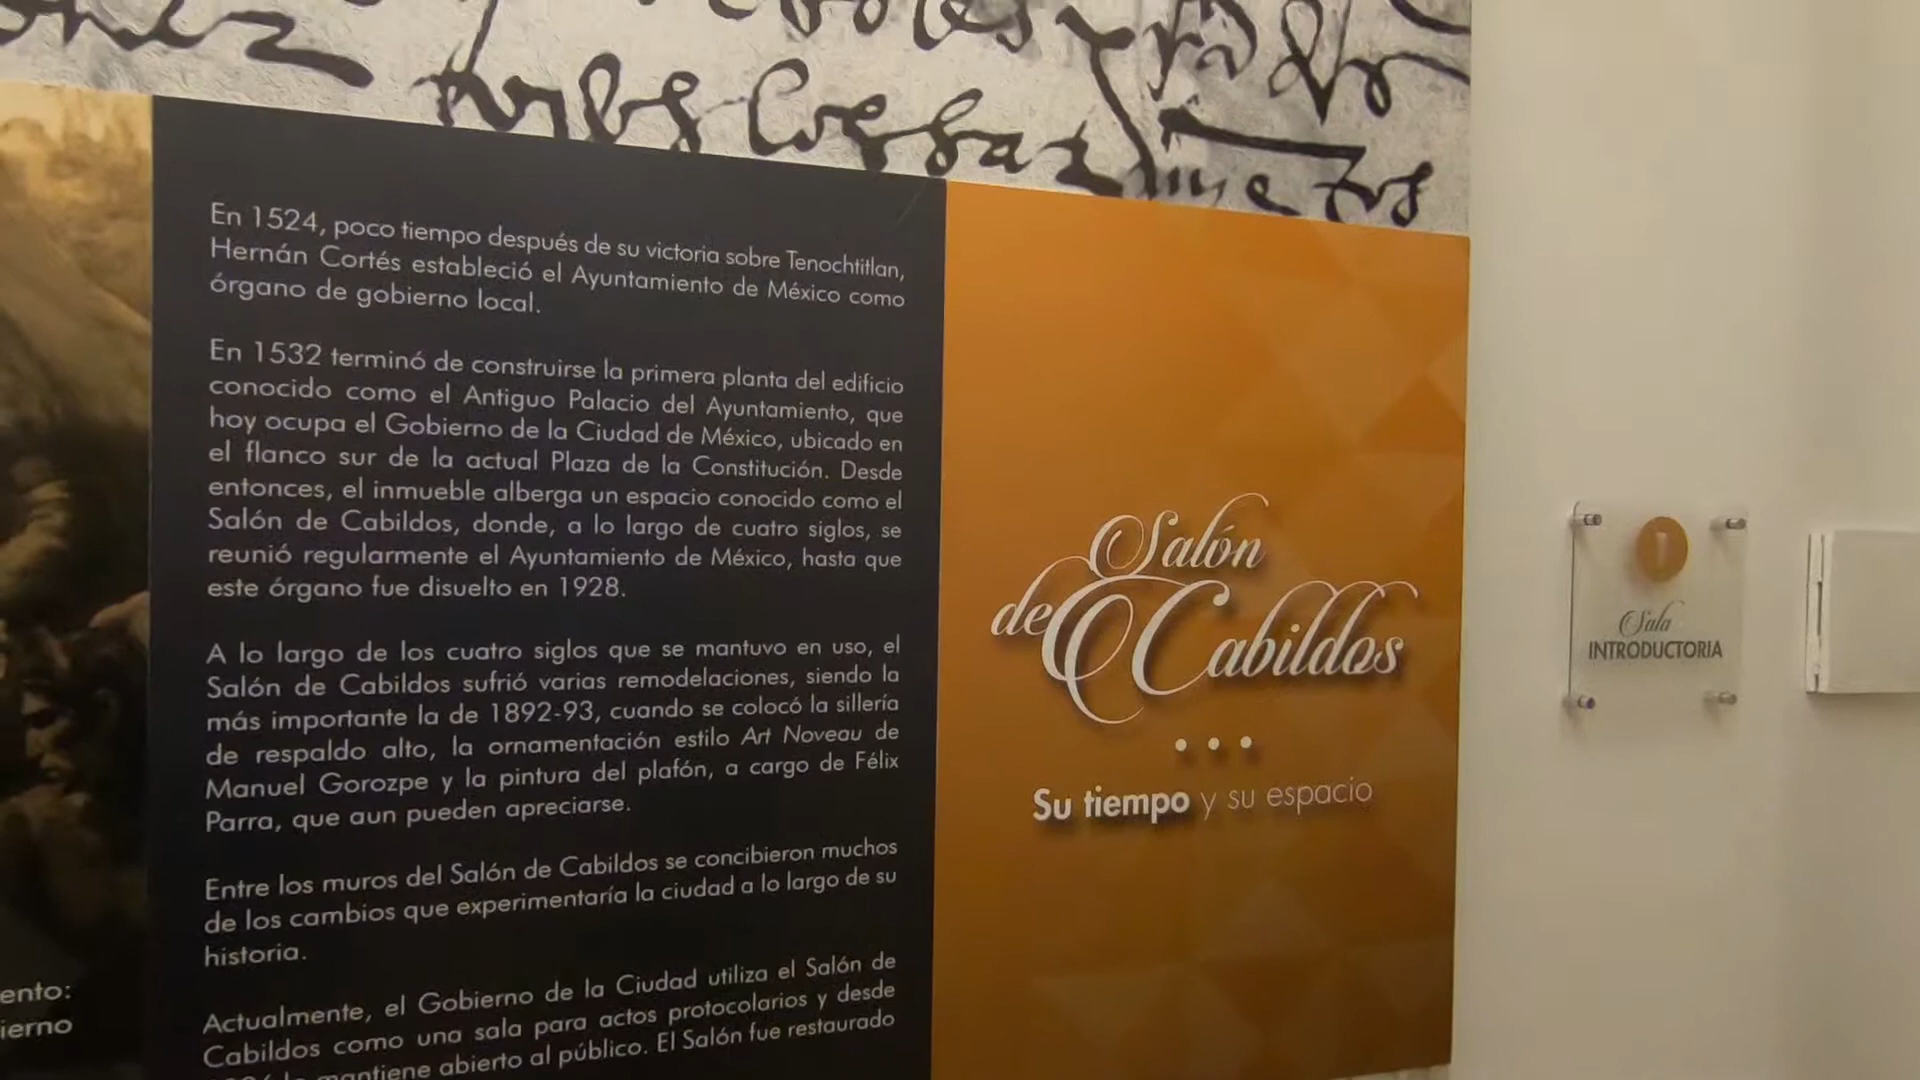 En 1524, poco tiempo después de su victoria sobre Tenochtitlan,
Hernán Cortés estableció el Ayuntamiento de México como
órgano de gobierno local.
En 1532 terminó de construirse la primera planta del edificio
conocido como el Antiguo Palacio del Ayuntamiento, que
hoy ocupa el Gobierno de la Ciudad de México, ubicado en
el flanco sur de la actual Plaza de la Constitución. Desde
entonces, el inmueble alberga un espacio conocido como el
Salón de Cabildos, donde, a lo largo de cuatro siglos, se
reunió regularmente el Ayuntamiento de México, hasta que
este órgano fue disuelto en 1928.
A lo largo de los cuatro siglos que se mantuvo en uso, el
Salón de Cabildos sufrió varias remodelaciones, siendo la
más importante la de 1892-93, cuando se colocó la sillería
de respaldo alto, la ornamentación estilo Art Noveau de
Manuel Gorozpe y la pintura del plafón, a cargo de Félix
Parra, que aun pueden apreciarse.
Entre los muros del Salón de Cabildos se concibieron muchos
de los cambios que experimentaría la ciudad a lo largo de su
historia.
Actualmente, el Gobierno de la Ciudad utiliza el Salón de
Cabildos como una sala para actos protocolarios y desde
mantiene abierto al público. El Salón fue restaurado
ento:
ierno
Salón
de Cabildos
Su tiempo y su espacio
1
Sala
INTRODUCTORIA